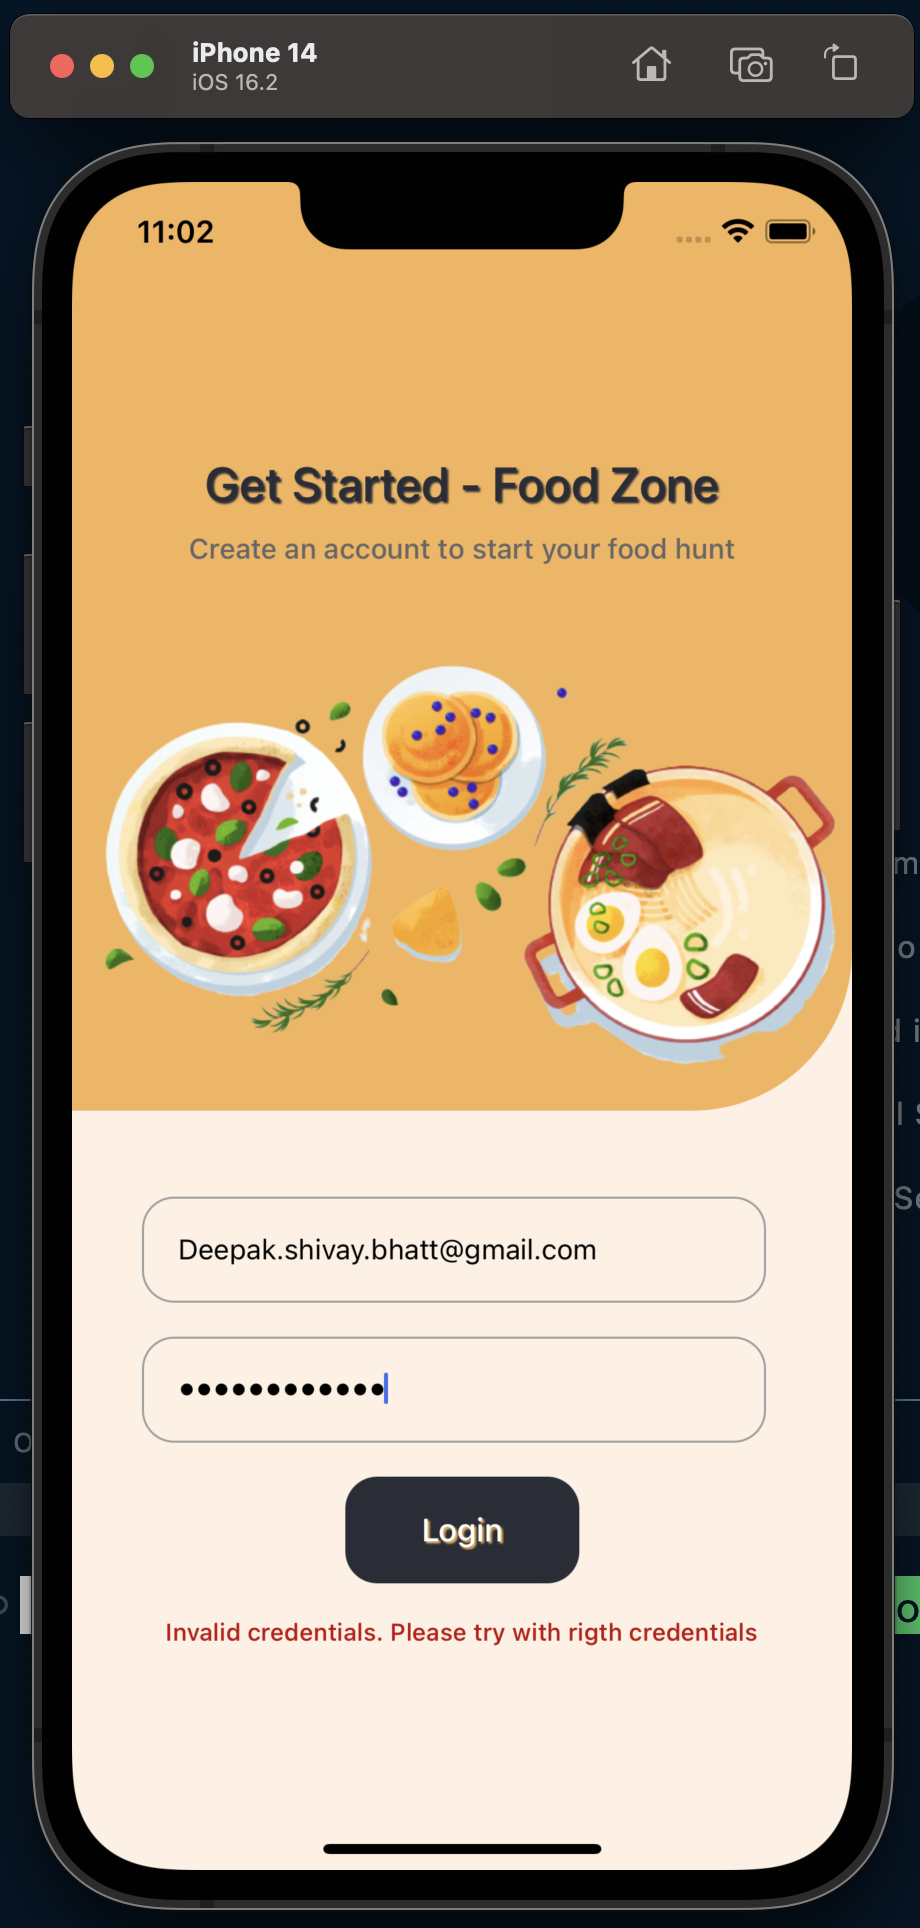 iPhone 14
iOS 16.2
11:02
Get Started - Food Zone
Create an account to start your food hunt
Deepak.shivay.bhatt@gmail.com
••••••••••••
Login
Invalid credentials. Please try with rigth credentials